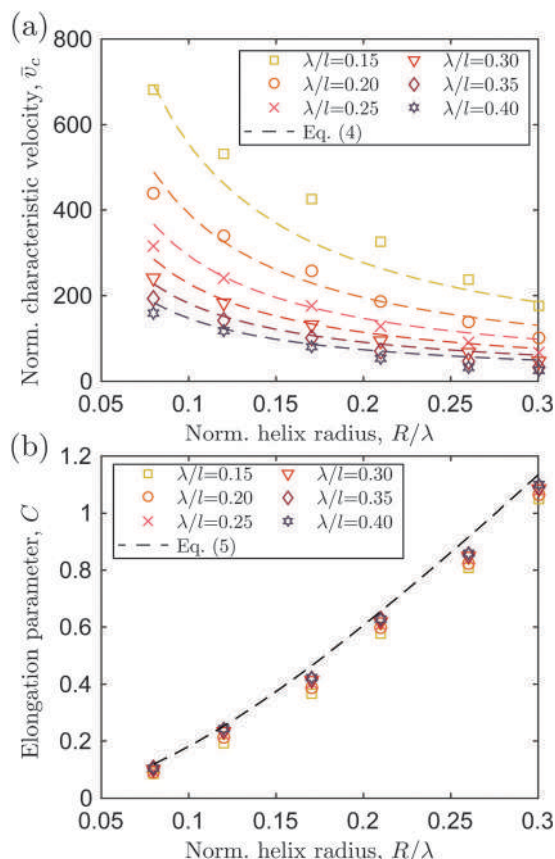 (a)
800
600
400
200
0
Norm. characteristic velocity, v̄_c
λ/l=0.15 λ/l=0.30
λ/l=0.20 λ/l=0.35
λ/l=0.25 λ/l=0.40
Eq. (4)
0.05 0.1 0.15 0.2 0.25 0.3
Norm. helix radius, R/λ
(b)
1.2
1
0.8
0.6
0.4
0.2
0
Elongation parameter, C
λ/l=0.15 λ/l=0.30
λ/l=0.20 λ/l=0.35
λ/l=0.25 λ/l=0.40
Eq. (5)
0.05 0.1 0.15 0.2 0.25 0.3
Norm. helix radius, R/λ